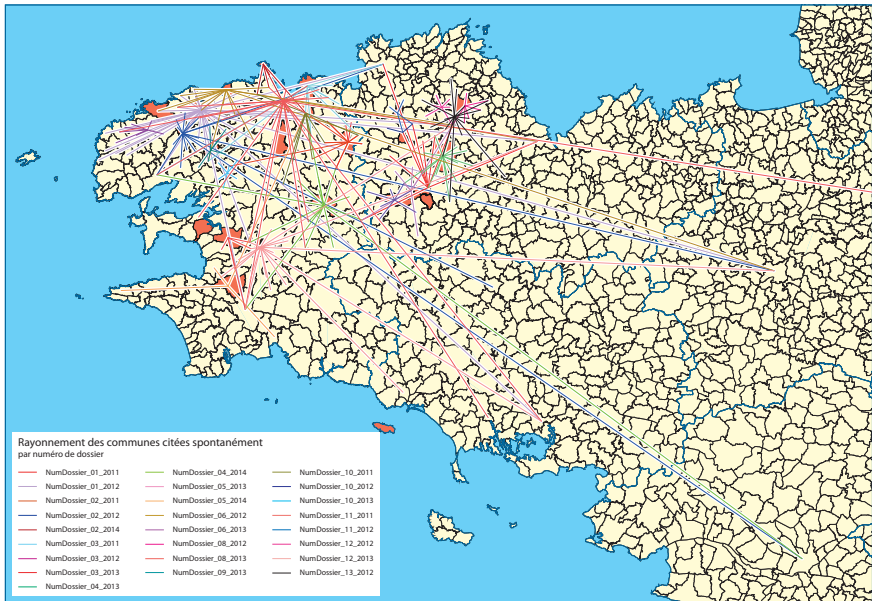 Rayonnement des communes citées spontanément
par numéro de dossier
NumDossier_01_2011
NumDossier_01_2012
NumDossier_02_2011
NumDossier_02_2012
NumDossier_02_2014
NumDossier_03_2011
NumDossier_03_2012
NumDossier_03_2013
NumDossier_04_2013
NumDossier_04_2014
NumDossier_05_2013
NumDossier_05_2014
NumDossier_06_2012
NumDossier_06_2013
NumDossier_08_2012
NumDossier_08_2013
NumDossier_09_2013
NumDossier_10_2011
NumDossier_10_2012
NumDossier_10_2013
NumDossier_11_2011
NumDossier_11_2012
NumDossier_12_2012
NumDossier_12_2013
NumDossier_13_2012